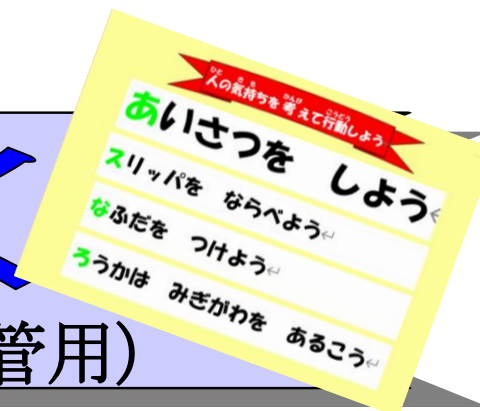 人の気持ちを考えて行動しよう
あいさつを しよう
スリッパを ならべよう
なふだを つけよう
ろうかは みぎがわを あるこう
管用)